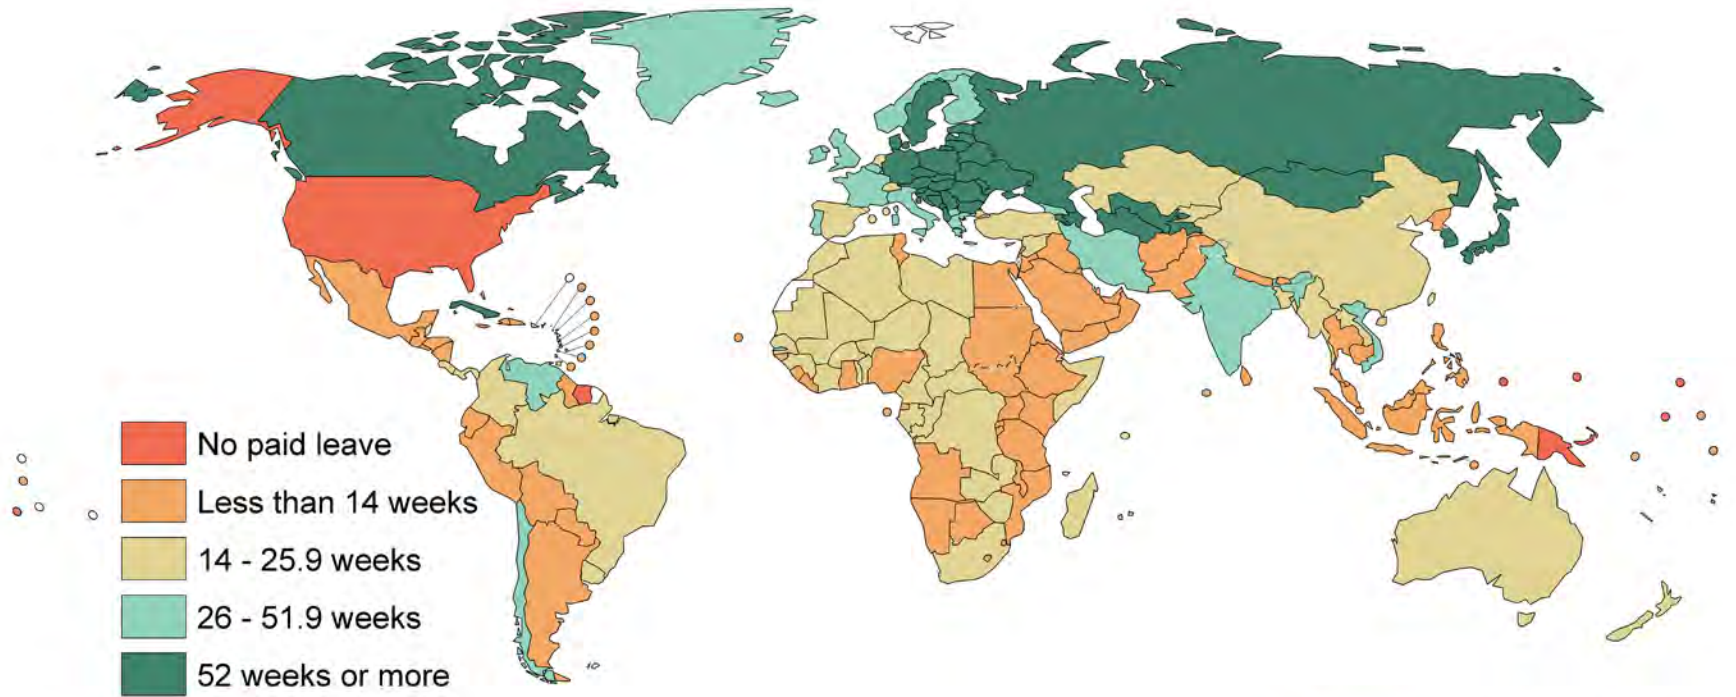 No paid leave
Less than 14 weeks
14 - 25.9 weeks
26 - 51.9 weeks
52 weeks or more